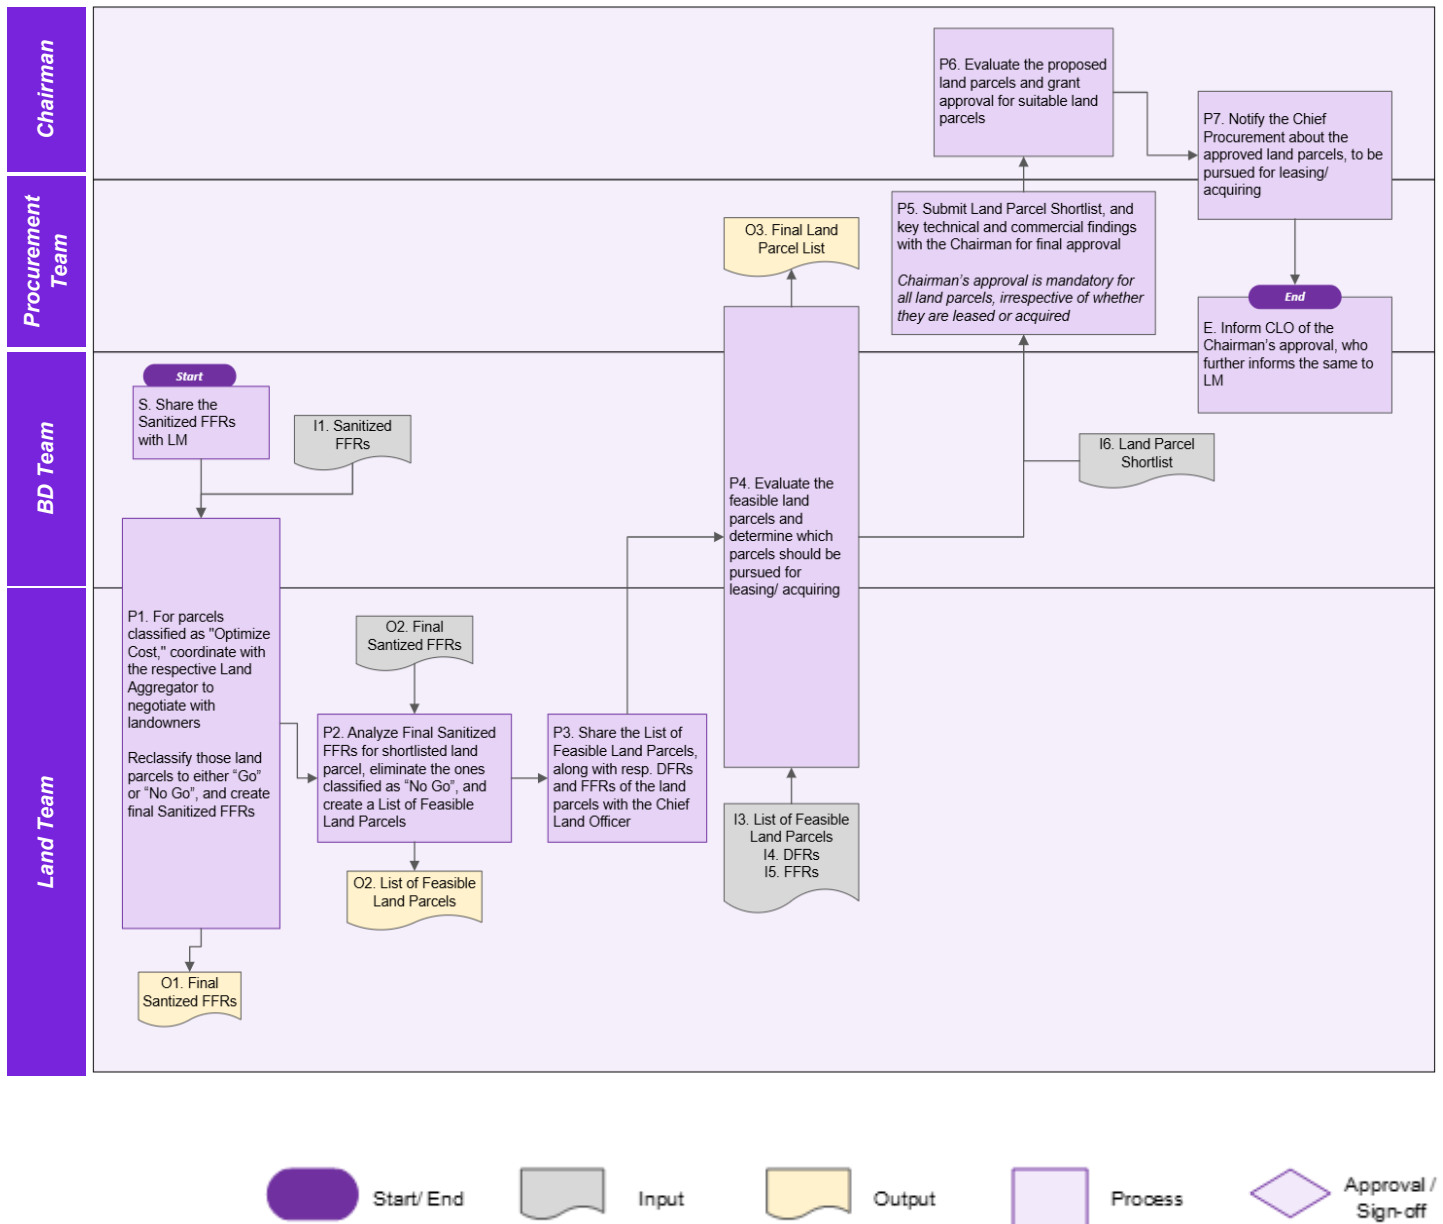 Chairman
Procurement
Team
BD Team
Land Team
P6. Evaluate the proposed
land parcels and grant
approval for suitable land
parcels
P7. Notify the Chief
Procurement about the
approved land parcels, to be
pursued for leasing/
acquiring
P5. Submit Land Parcel Shortlist, and
key technical and commercial findings
with the Chairman for final approval
Chairman's approval is mandatory for
all land parcels, irrespective of whether
they are leased or acquired
O3. Final Land
Parcel List
End
E. Inform CLO of the
Chairman's approval, who
further informs the same to
LM
Start
S. Share the
Sanitized FFRs
with LM
I1. Sanitized
FFRs
I6. Land Parcel
Shortlist
P4. Evaluate the
feasible land
parcels and
determine which
parcels should be
pursued for
leasing/ acquiring
P1. For parcels
classified as "Optimize
Cost," coordinate with
the respective Land
Aggregator to
negotiate with
landowners
Reclassify those land
parcels to either “Go”
or “No Go”, and create
final Sanitized FFRs
O2. Final
Santized FFRs
P2. Analyze Final Sanitized
FFRs for shortlisted land
parcel, eliminate the ones
classified as “No Go”, and
create a List of Feasible
Land Parcels
P3. Share the List of
Feasible Land Parcels,
along with resp. DFRs
and FFRs of the land
parcels with the Chief
Land Officer
I3. List of Feasible
Land Parcels
I4. DFRs
I5. FFRs
O2. List of Feasible
Land Parcels
O1. Final
Santized FFRs
Start/ End
Input
Output
Process
Approval /
Sign-off